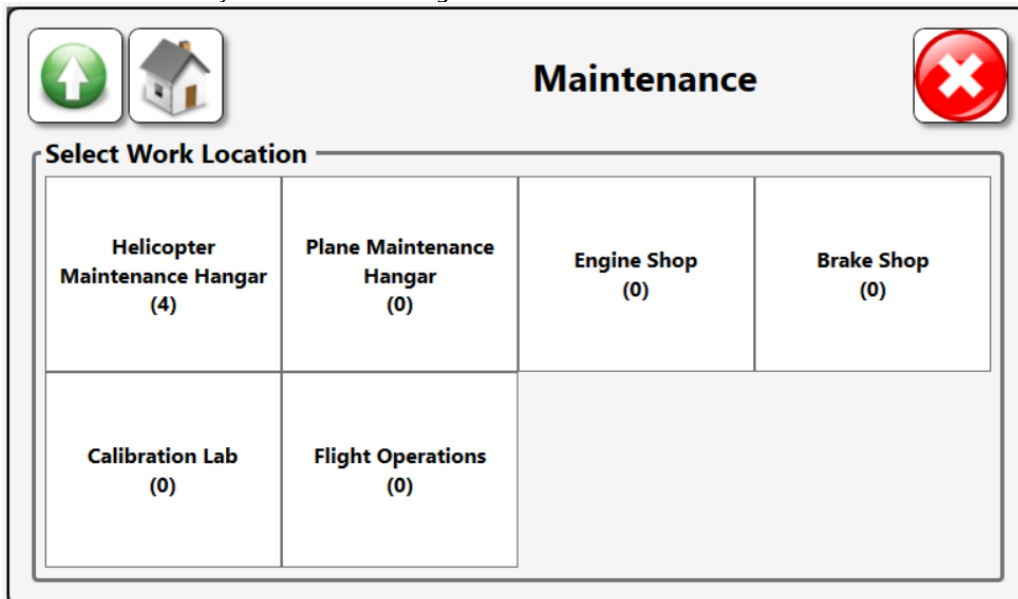 Maintenance
Select Work Location
Helicopter
Maintenance Hangar
(4)
Plane Maintenance
Hangar
(0)
Engine Shop
(0)
Brake Shop
(0)
Calibration Lab
(0)
Flight Operations
(0)